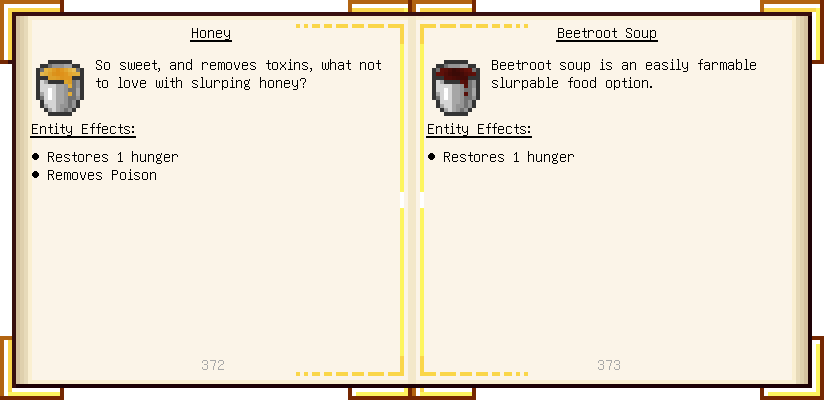 Honey
So sweet, and removes toxins, what not
to love with slurping honey?
Entity Effects:
● Restores 1 hunger
● Removes Poison
372
Beetroot Soup
Beetroot soup is an easily farmable
slurpable food option.
Entity Effects:
● Restores 1 hunger
373